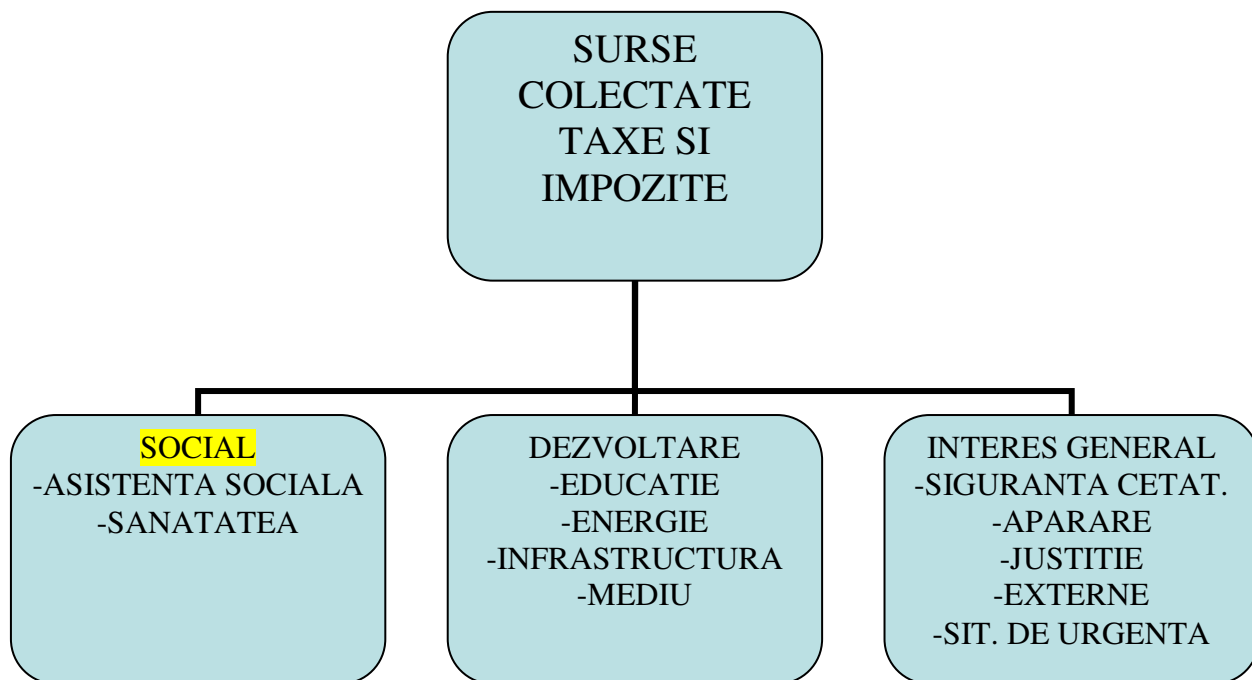 SURSE
COLECTATE
TAXE SI
IMPOZITE
SOCIAL
-ASISTENTA SOCIALA
-SANATATEA
DEZVOLTARE
-EDUCATIE
-ENERGIE
-INFRASTRUCTURA
-MEDIU
INTERES GENERAL
-SIGURANTA CETAT.
-APARARE
-JUSTITIE
-EXTERNE
-SIT. DE URGENTA